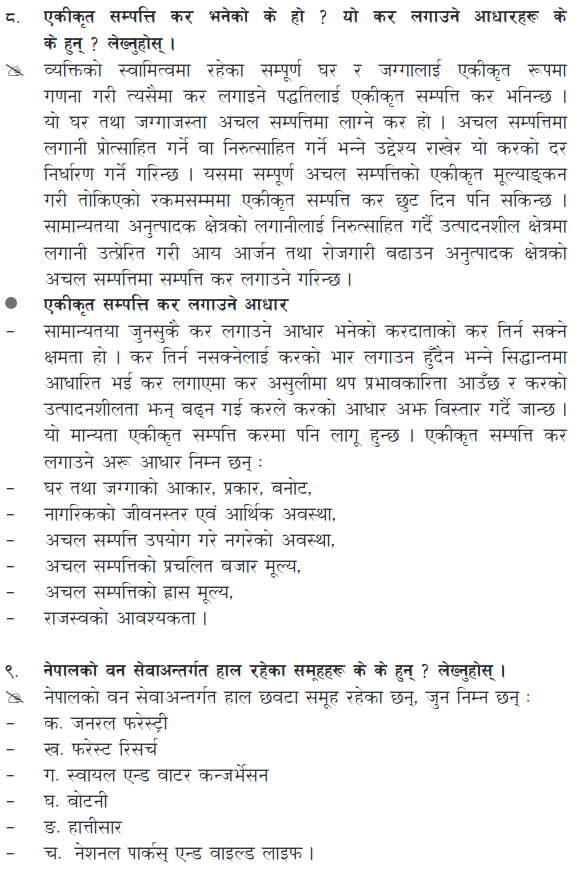 ८. एकीकृत सम्पत्ति कर भनेको के हो ? यो कर लगाउने आधारहरू के
के हुन् ? लेख्नुहोस् ।
व्यक्तिको स्वामित्वमा रहेका सम्पूर्ण घर र जग्गालाई एकीकृत रूपमा
गणना गरी त्यसैमा कर लगाइने पद्धतिलाई एकीकृत सम्पत्ति कर भनिन्छ ।
यो घर तथा जग्गाजस्ता अचल सम्पत्तिमा लाग्ने कर हो । अचल सम्पत्तिमा
लगानी प्रोत्साहित गर्ने वा निरुत्साहित गर्ने भन्ने उद्देश्य राखेर यो करको दर
निर्धारण गर्ने गरिन्छ । यसमा सम्पूर्ण अचल सम्पत्तिको एकीकृत मूल्याङ्कन
गरी तोकिएको रकमसम्ममा एकीकृत सम्पत्ति कर छुट दिन पनि सकिन्छ ।
सामान्यतया अनुत्पादक क्षेत्रको लगानीलाई निरुत्साहित गर्दै उत्पादनशील क्षेत्रमा
लगानी उत्प्रेरित गरी आय आर्जन तथा रोजगारी बढाउन अनुत्पादक क्षेत्रको
अचल सम्पत्तिमा सम्पत्ति कर लगाउने गरिन्छ ।
● एकीकृत सम्पत्ति कर लगाउने आधार
– सामान्यतया जुनसुकै कर लगाउने आधार भनेको करदाताको कर तिर्न सक्ने
क्षमता हो । कर तिर्न नसक्नेलाई करको भार लगाउन हुँदैन भन्ने सिद्धान्तमा
आधारित भई कर लगाएमा कर असुलीमा थप प्रभावकारिता आउँछ र करको
उत्पादनशीलता झन् बढ्न गई करले करको आधार अझ विस्तार गर्दै जान्छ ।
यो मान्यता एकीकृत सम्पत्ति करमा पनि लागू हुन्छ । एकीकृत सम्पत्ति कर
लगाउने अरू आधार निम्न छन् :
– घर तथा जग्गाको आकार, प्रकार, बनोट,
– नागरिकको जीवनस्तर एवं आर्थिक अवस्था,
– अचल सम्पत्ति उपयोग गरे नगरेको अवस्था,
– अचल सम्पत्तिको प्रचलित बजार मूल्य,
– अचल सम्पत्तिको ह्रास मूल्य,
– राजस्वको आवश्यकता ।
९. नेपालको वन सेवाअन्तर्गत हाल रहेका समूहहरू के के हुन् ? लेख्नुहोस् ।
नेपालको वन सेवाअन्तर्गत हाल छवटा समूह रहेका छन्, जुन निम्न छन् :
– क. जनरल फरेस्ट्री
– ख. फरेस्ट रिसर्च
– ग. स्वायल एन्ड वाटर कन्जर्भेसन
– घ. बोटनी
– ङ. हात्तीसार
– च. नेशनल पार्कस् एन्ड वाइल्ड लाइफ ।